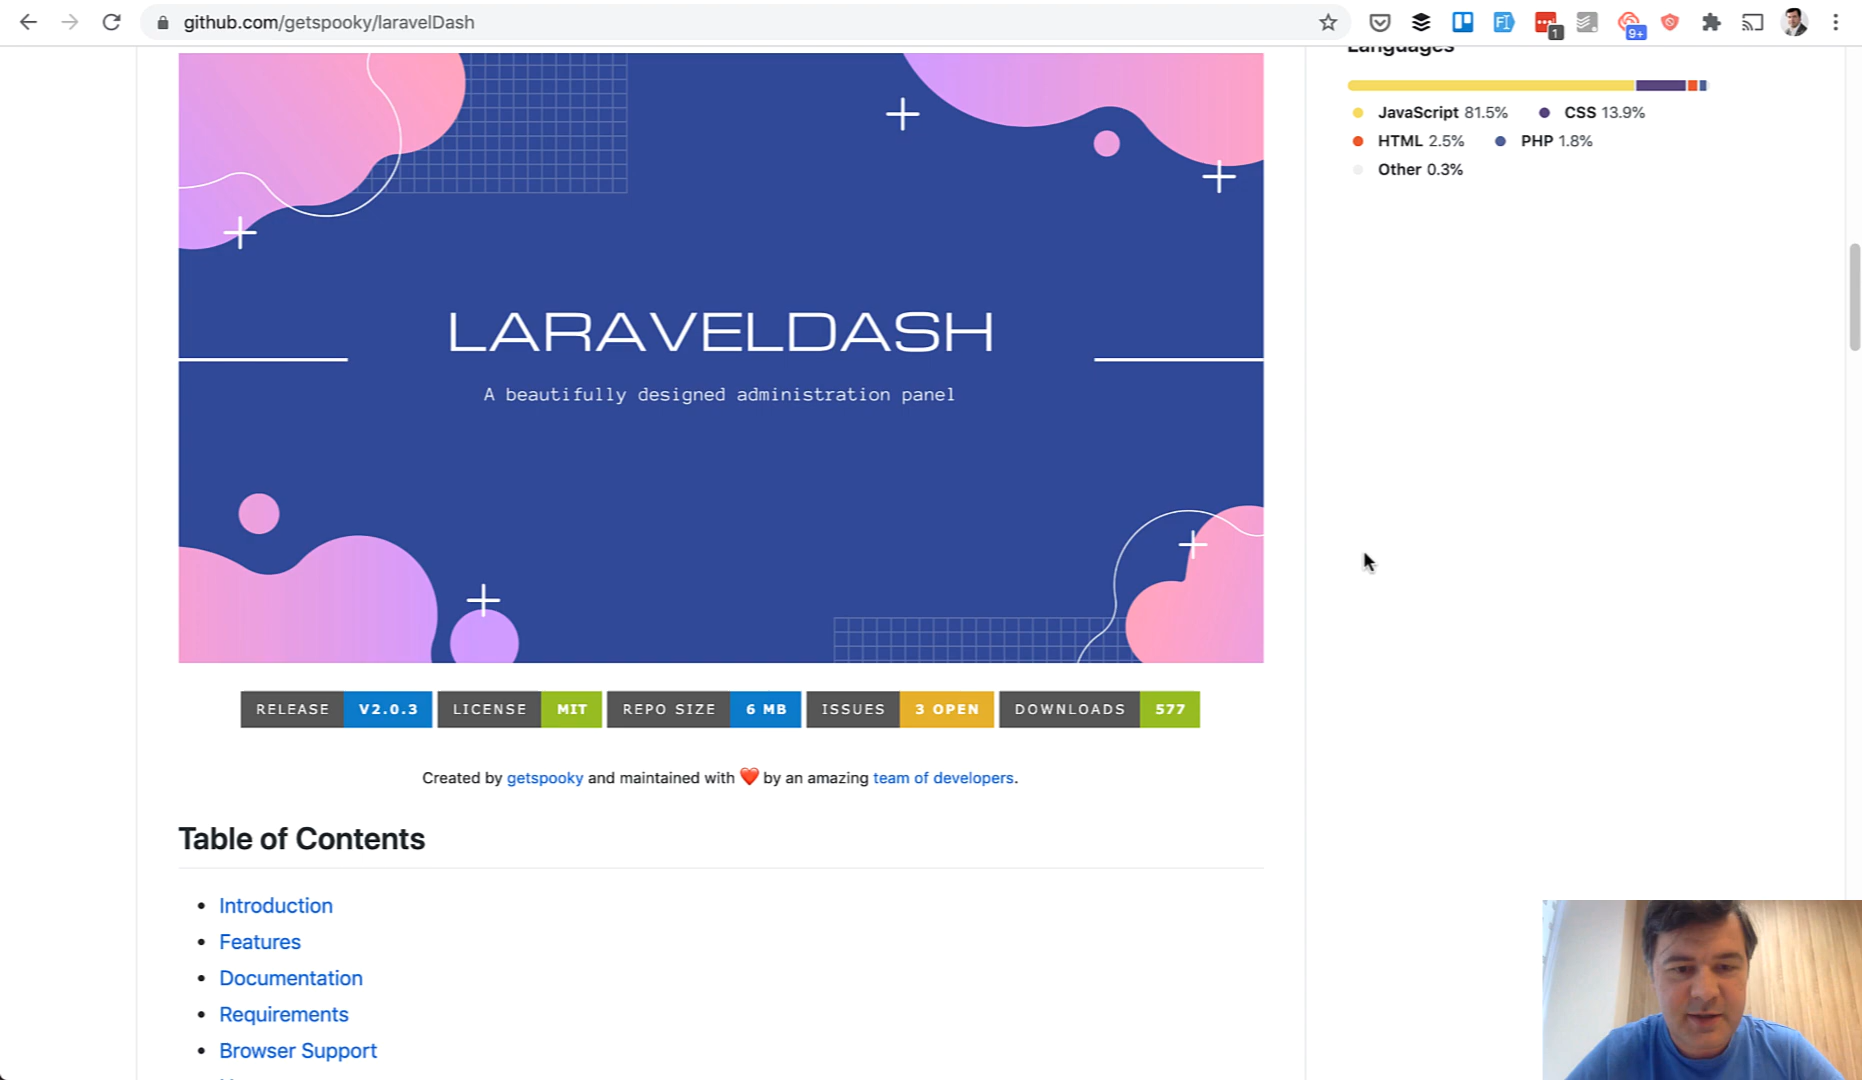 github.com/getspooky/laravelDash
1
9+
Languages
JavaScript 81.5% CSS 13.9%
HTML 2.5% PHP 1.8%
Other 0.3%
LARAVELDASH
A beautifully designed administration panel
RELEASE V2.0.3 LICENSE MIT REPO SIZE 6 MB ISSUES 3 OPEN DOWNLOADS 577
Created by getspooky and maintained with ❤️ by an amazing team of developers.
Table of Contents
• Introduction
• Features
• Documentation
• Requirements
• Browser Support